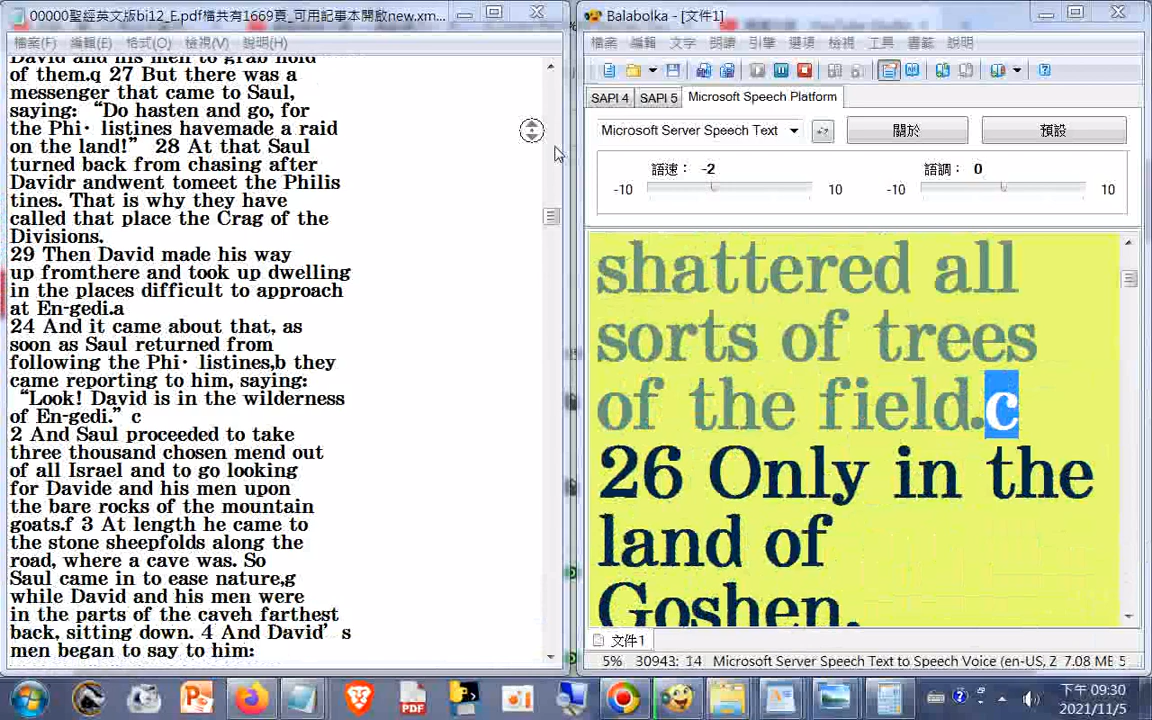 00000聖經英文版bi12_E.pdf檔共有1669頁_可用記事本開啟new.xm...
檔案(F) 編輯(E) 格式(O) 檢視(V) 說明(H)
David and his men to grab hold
of them.q 27 But there was a
messenger that came to Saul,
saying: “Do hasten and go, for
the Phi· listines havemade a raid
on the land!” 28 At that Saul
turned back from chasing after
Davidr andwent tomeet the Philis
tines. That is why they have
called that place the Crag of the
Divisions.
29 Then David made his way
up fromthere and took up dwelling
in the places difficult to approach
at En-gedi.a
24 And it came about that, as
soon as Saul returned from
following the Phi· listines,b they
came reporting to him, saying:
“Look! David is in the wilderness
of En-gedi.” c
2 And Saul proceeded to take
three thousand chosen mend out
of all Israel and to go looking
for Davide and his men upon
the bare rocks of the mountain
goats.f 3 At length he came to
the stone sheepfolds along the
road, where a cave was. So
Saul came in to ease nature,g
while David and his men were
in the parts of the caveh farthest
back, sitting down. 4 And David’ s
men began to say to him:
Balabolka - [文件1]
檔案 編輯 文字 朗讀 引擎 選項 檢視 工具 書籤 說明
SAPI 4 SAPI 5 Microsoft Speech Platform
Microsoft Server Speech Text 關於 預設
語速： -2 語調： 0
-10 10 -10 10
shattered all
sorts of trees
of the field.c
26 Only in the
land of
Goshen,
文件1
5% 30943: 14 Microsoft Server Speech Text to Speech Voice (en-US, Z 7.08 MB 5
下午 09:30
2021/11/5